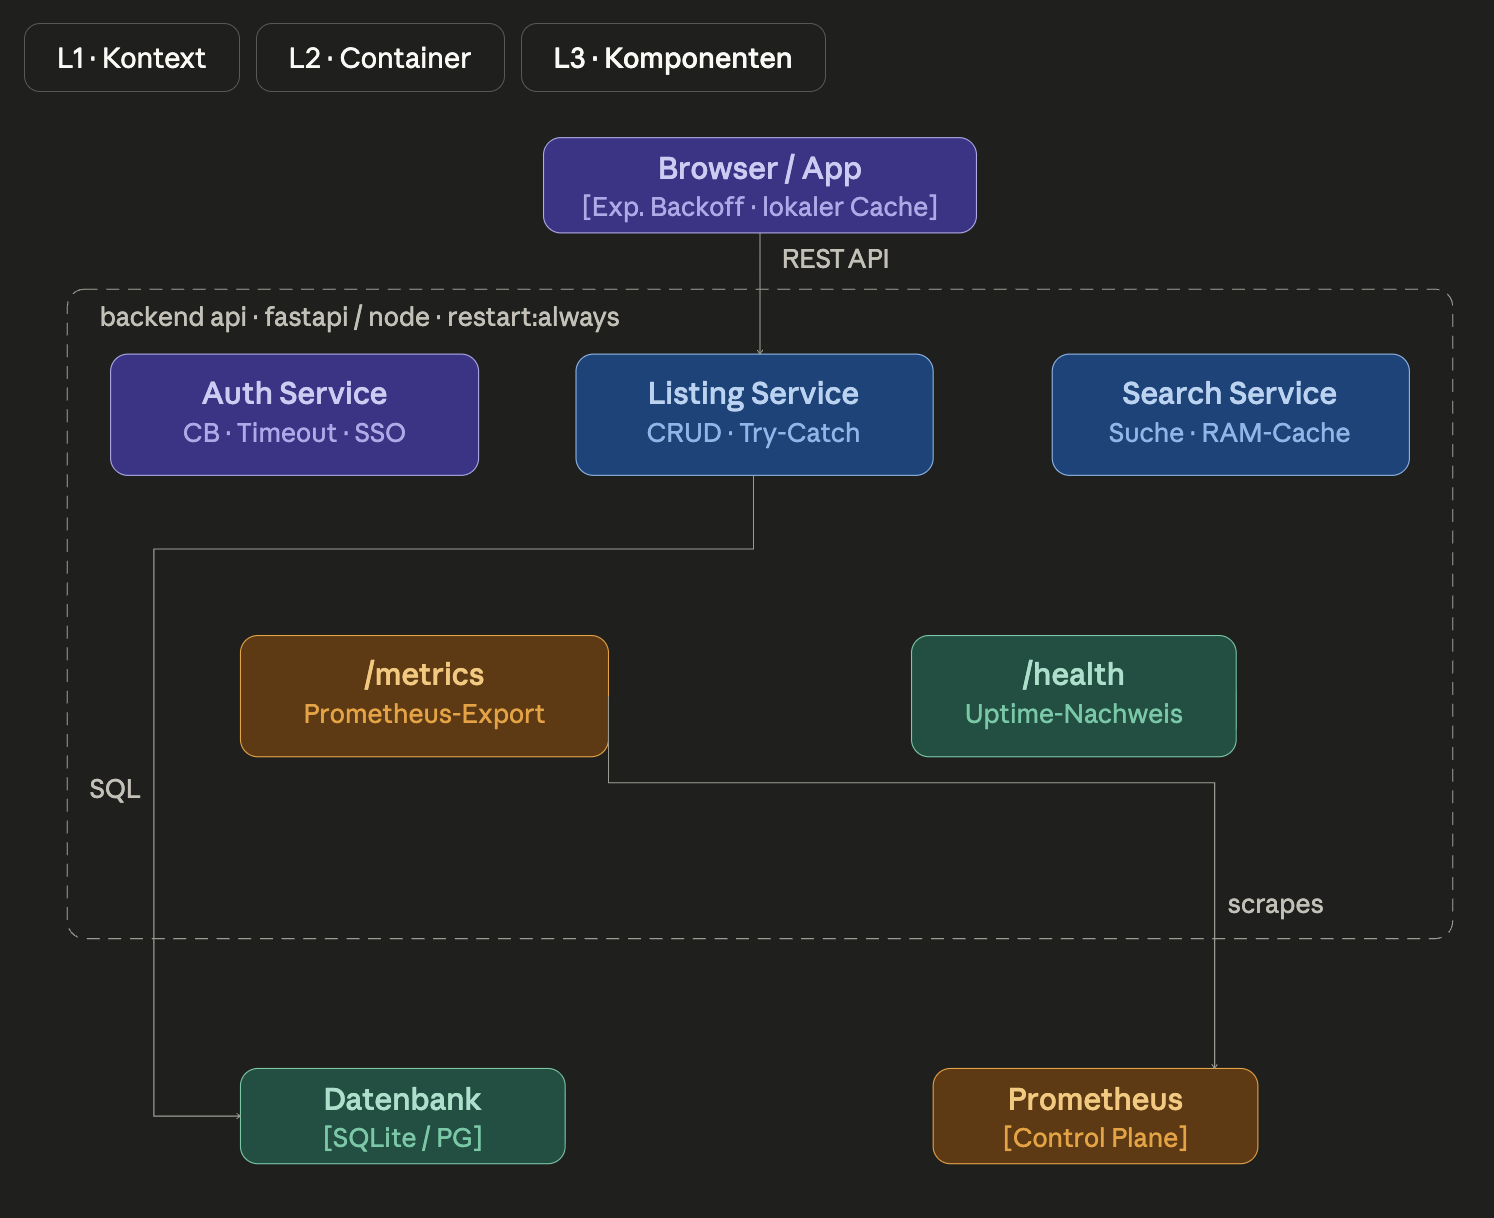 L1 · Kontext
L2 · Container
L3 · Komponenten
Browser / App
[Exp. Backoff · lokaler Cache]
REST API
backend api · fastapi / node · restart:always
Auth Service
CB · Timeout · SSO
Listing Service
CRUD · Try-Catch
Search Service
Suche · RAM-Cache
/metrics
Prometheus-Export
/health
Uptime-Nachweis
SQL
scrapes
Datenbank
[SQLite / PG]
Prometheus
[Control Plane]